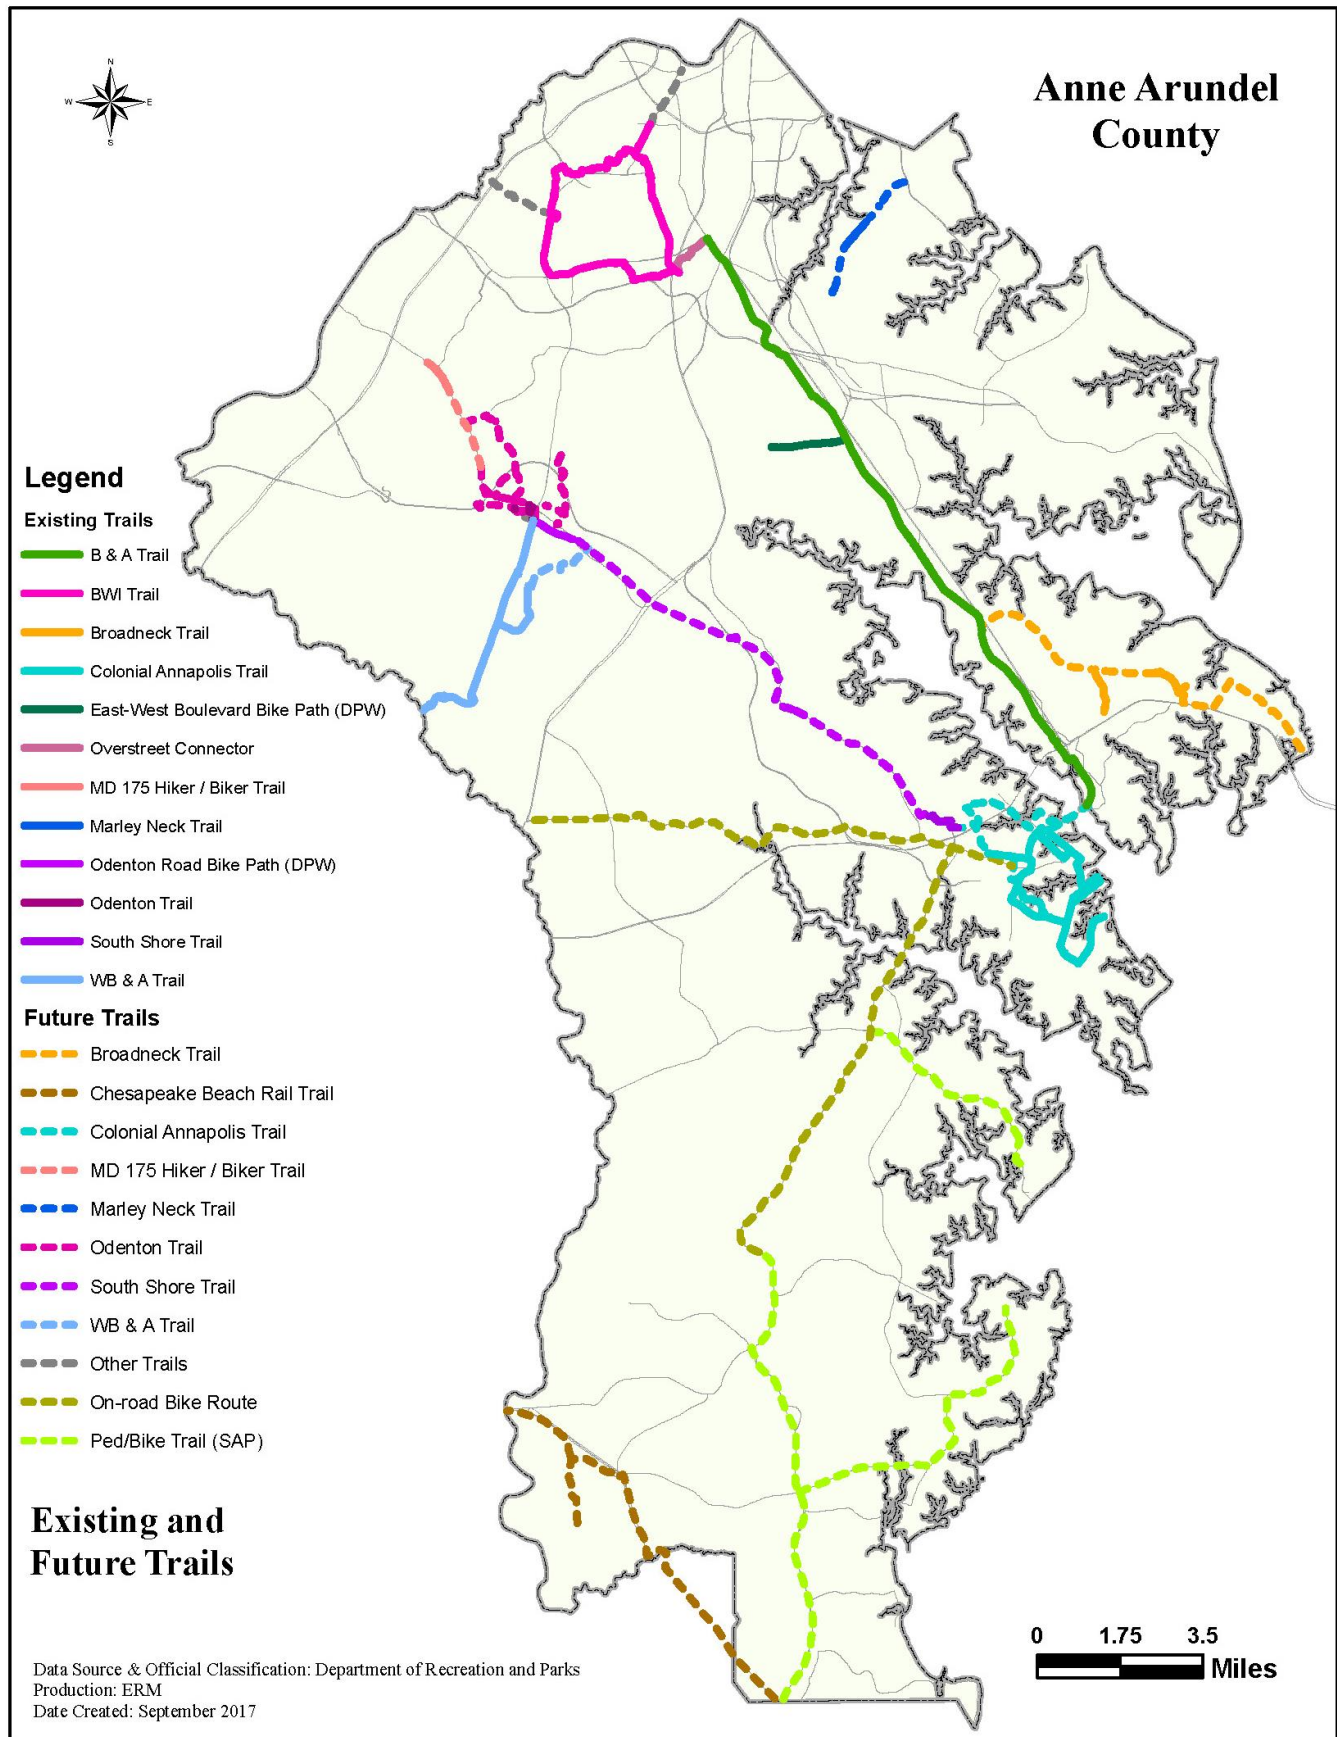 N
W E
S
Anne Arundel
County
Legend
Existing Trails
B & A Trail
BWI Trail
Broadneck Trail
Colonial Annapolis Trail
East-West Boulevard Bike Path (DPW)
Overstreet Connector
MD 175 Hiker / Biker Trail
Marley Neck Trail
Odenton Road Bike Path (DPW)
Odenton Trail
South Shore Trail
WB & A Trail
Future Trails
Broadneck Trail
Chesapeake Beach Rail Trail
Colonial Annapolis Trail
MD 175 Hiker / Biker Trail
Marley Neck Trail
Odenton Trail
South Shore Trail
WB & A Trail
Other Trails
On-road Bike Route
Ped/Bike Trail (SAP)
Existing and
Future Trails
Data Source & Official Classification: Department of Recreation and Parks
Production: ERM
Date Created: September 2017
0 1.75 3.5
Miles